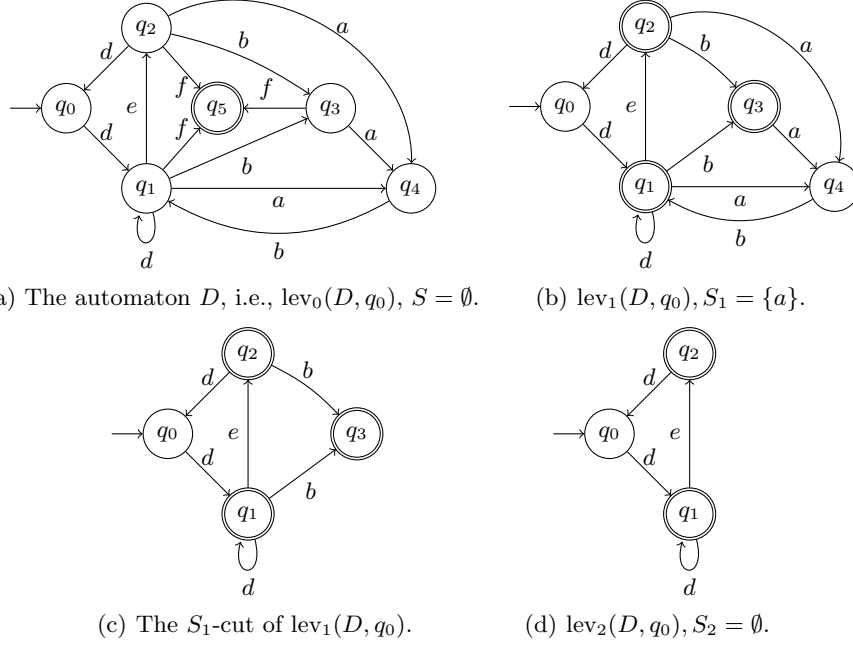 q2 a q2 a
d b d b
q0 f q5 f q3 q0 q3
e e
d f a d a
b b
q1 q4 q1 q4
a a
b b
d d
a) The automaton D, i.e., lev0(D, q0), S = ∅. (b) lev1(D, q0), S1 = {a}.
q2 q2
d b d
q0 e q3 q0 e
d b d
q1 q1
d d
(c) The S1-cut of lev1(D, q0). (d) lev2(D, q0), S2 = ∅.